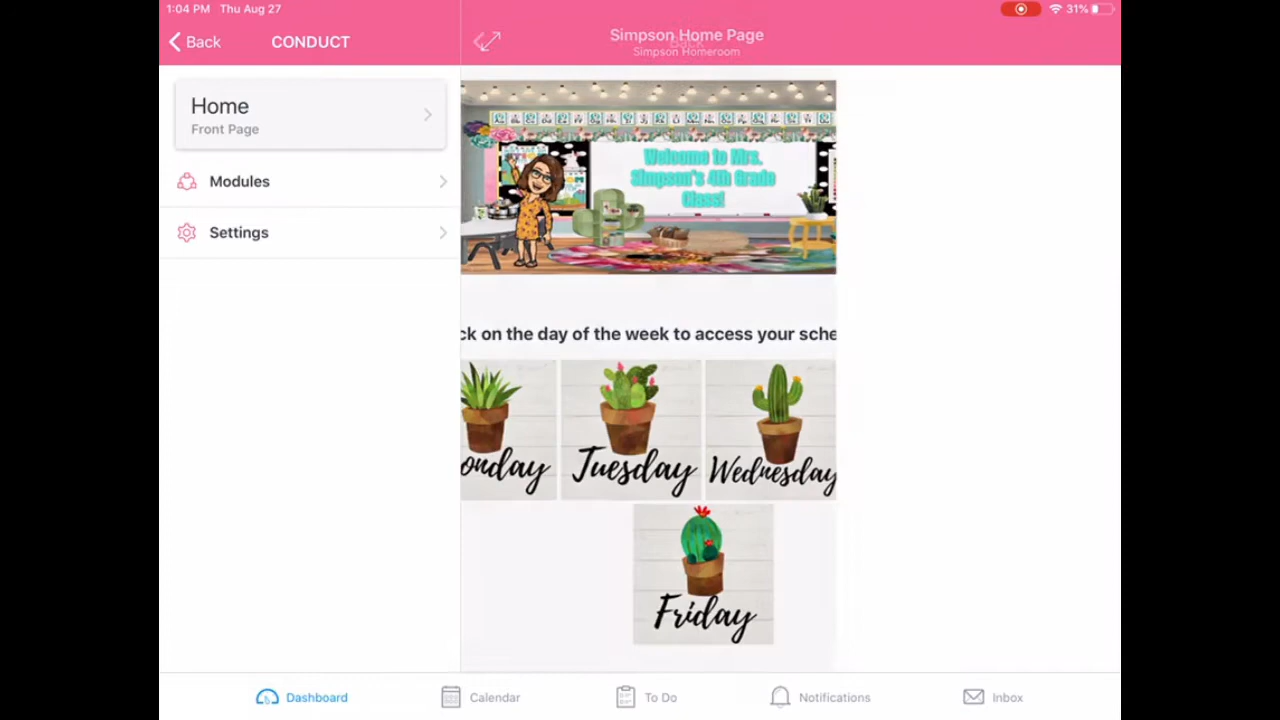 1:04 PM Thu Aug 27
31%
Back
CONDUCT
Simpson Home Page
Back
Simpson Homeroom
Home
Front Page
Modules
Settings
Welcome to Mrs.
Simpson's 4th Grade
Class!
ck on the day of the week to access your sche
onday
Tuesday
Wednesday
Friday
Dashboard
Calendar
To Do
Notifications
Inbox